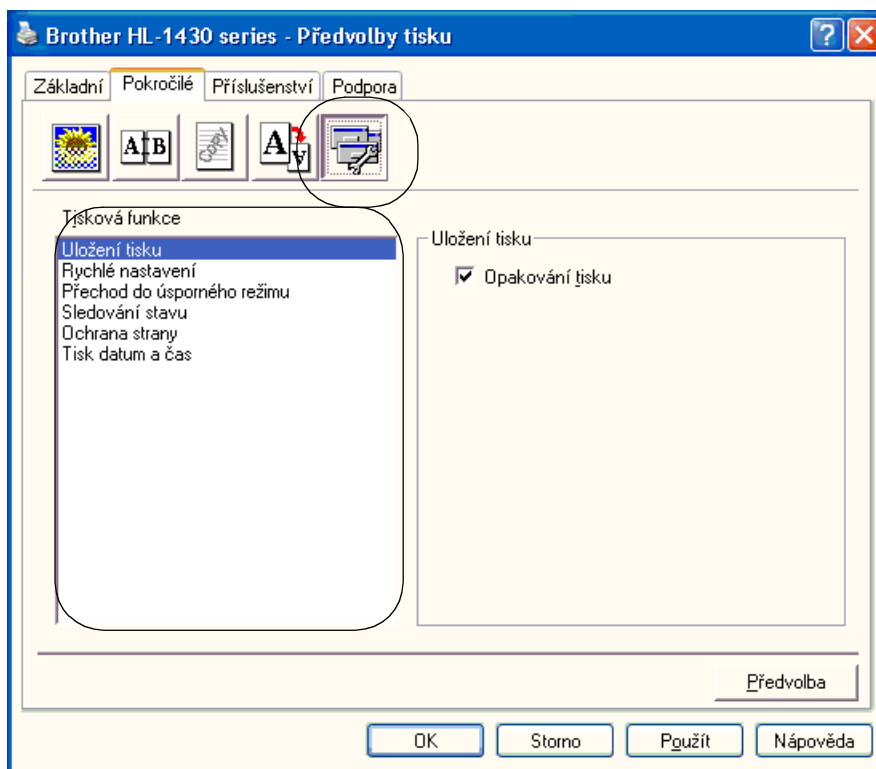 Brother HL-1430 series - Předvolby tisku
Základní Pokročilé Příslušenství Podpora
A B Copy A A
Tisková funkce
Uložení tisku
Rychlé nastavení
Přechod do úsporného režimu
Sledování stavu
Ochrana strany
Tisk datum a čas
Uložení tisku
Opakování tisku
Předvolba
OK Storno Použít Nápověda